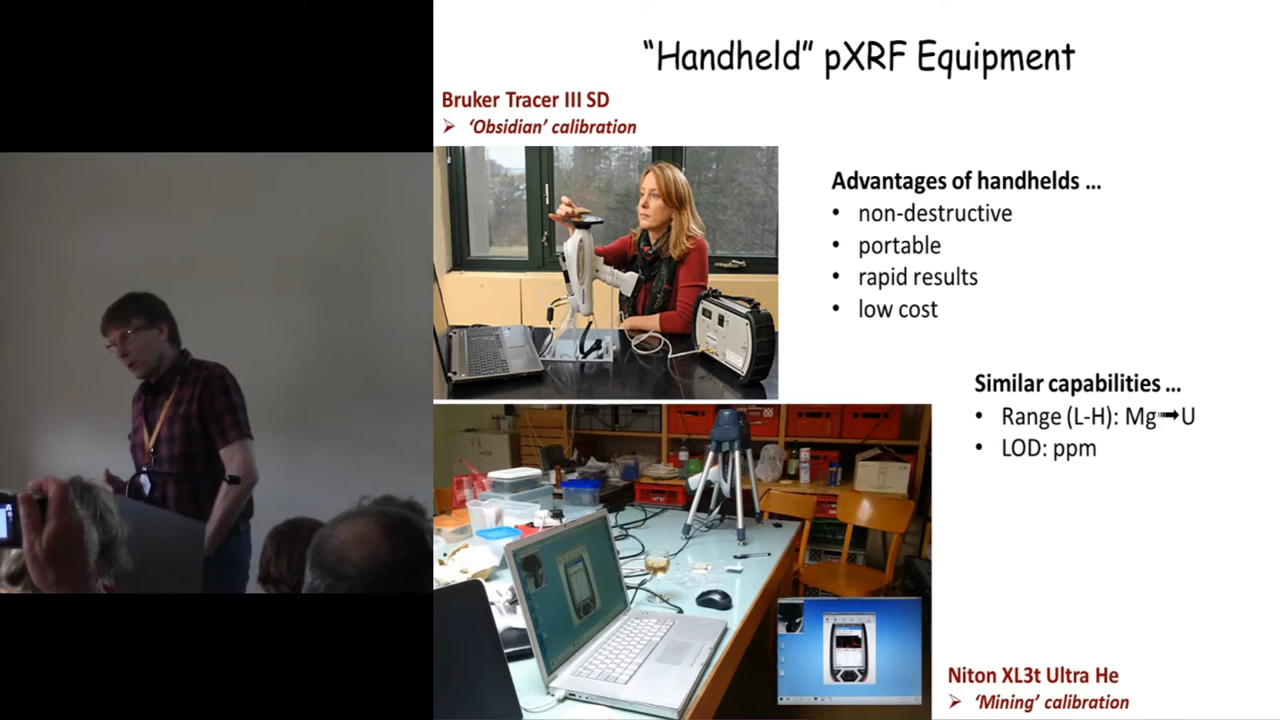 “Handheld” pXRF Equipment
Bruker Tracer III SD
➢ ‘Obsidian’ calibration
Advantages of handhelds ...
• non-destructive
• portable
• rapid results
• low cost
Similar capabilities ...
• Range (L-H): Mg➟U
• LOD: ppm
Niton XL3t Ultra He
➢ ‘Mining’ calibration